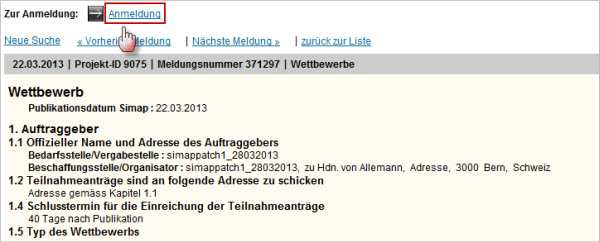 Zur Anmeldung: Anmeldung
Neue Suche « Vorherige Meldung | Nächste Meldung » | zurück zur Liste
22.03.2013 | Projekt-ID 9075 | Meldungsnummer 371297 | Wettbewerbe
Wettbewerb
Publikationsdatum Simap : 22.03.2013
1. Auftraggeber
1.1 Offizieller Name und Adresse des Auftraggebers
Bedarfsstelle/Vergabestelle : simappatch1_28032013
Beschaffungsstelle/Organisator : simappatch1_28032013, zu Hdn. von Allemann, Adresse, 3000 Bern, Schweiz
1.2 Teilnahmeanträge sind an folgende Adresse zu schicken
Adresse gemäss Kapitel 1.1
1.4 Schlusstermin für die Einreichung der Teilnahmeanträge
40 Tage nach Publikation
1.5 Typ des Wettbewerbs